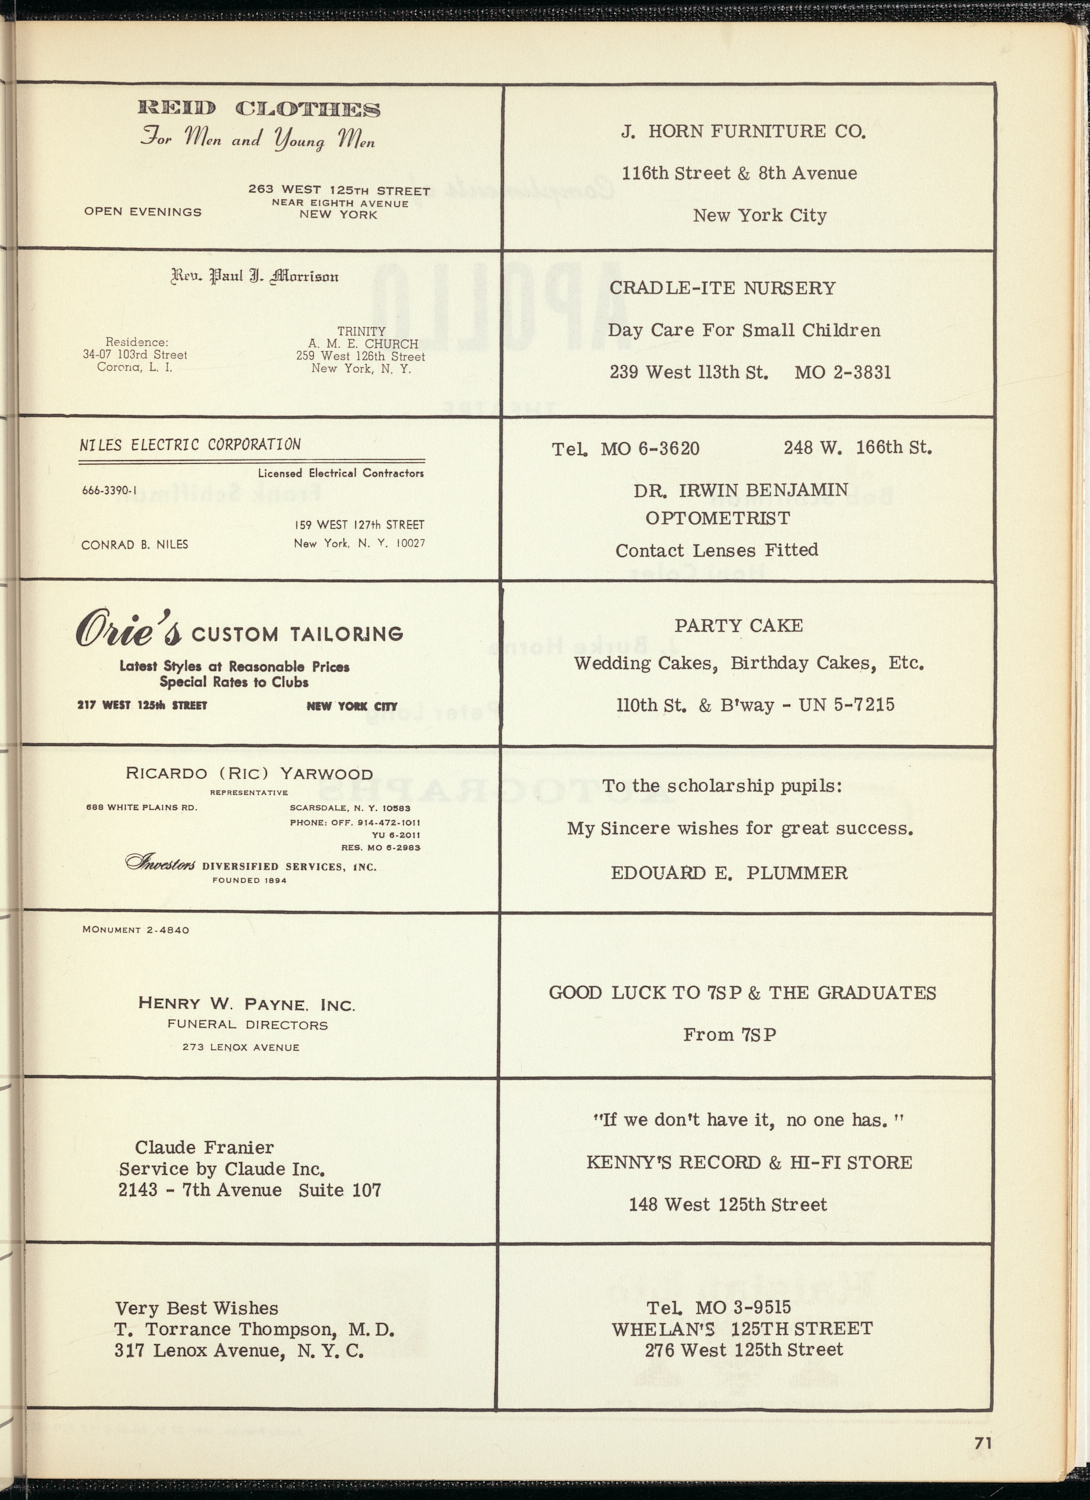 REID CLOTHES
For Men and Young Men
263 WEST 125TH STREET
NEAR EIGHTH AVENUE
OPEN EVENINGS
NEW YORK
J. HORN FURNITURE CO.
116th Street & 8th Avenue
New York City
Rev. Paul J. Morrison
Residence:
34-07 103rd Street
Corona, L. I.
TRINITY
A. M. E. CHURCH
259 West 126th Street
New York, N. Y.
CRADLE-ITE NURSERY
Day Care For Small Children
239 West 113th St. MO 2-3831
NILES ELECTRIC CORPORATION
Licensed Electrical Contractors
666-3390-1
159 WEST 127th STREET
CONRAD B. NILES New York, N. Y. 10027
Tel. MO 6-3620 248 W. 166th St.
DR. IRWIN BENJAMIN
OPTOMETRIST
Contact Lenses Fitted
Orie's CUSTOM TAILORING
Latest Styles at Reasonable Prices
Special Rates to Clubs
217 WEST 125th STREET NEW YORK CITY
PARTY CAKE
Wedding Cakes, Birthday Cakes, Etc.
110th St. & B'way - UN 5-7215
RICARDO (RIC) YARWOOD
REPRESENTATIVE
688 WHITE PLAINS RD. SCARSDALE, N. Y. 10583
PHONE: OFF. 914-472-1011
YU 6-2011
RES. MO 6-2983
Investors DIVERSIFIED SERVICES, INC.
FOUNDED 1894
To the scholarship pupils:
My Sincere wishes for great success.
EDOUARD E. PLUMMER
MONUMENT 2-4840
HENRY W. PAYNE, INC.
FUNERAL DIRECTORS
273 LENOX AVENUE
GOOD LUCK TO 7SP & THE GRADUATES
From 7SP
Claude Franier
Service by Claude Inc.
2143 - 7th Avenue Suite 107
"If we don't have it, no one has."
KENNY'S RECORD & HI-FI STORE
148 West 125th Street
Very Best Wishes
T. Torrance Thompson, M.D.
317 Lenox Avenue, N.Y.C.
Tel. MO 3-9515
WHELAN'S 125TH STREET
276 West 125th Street
71